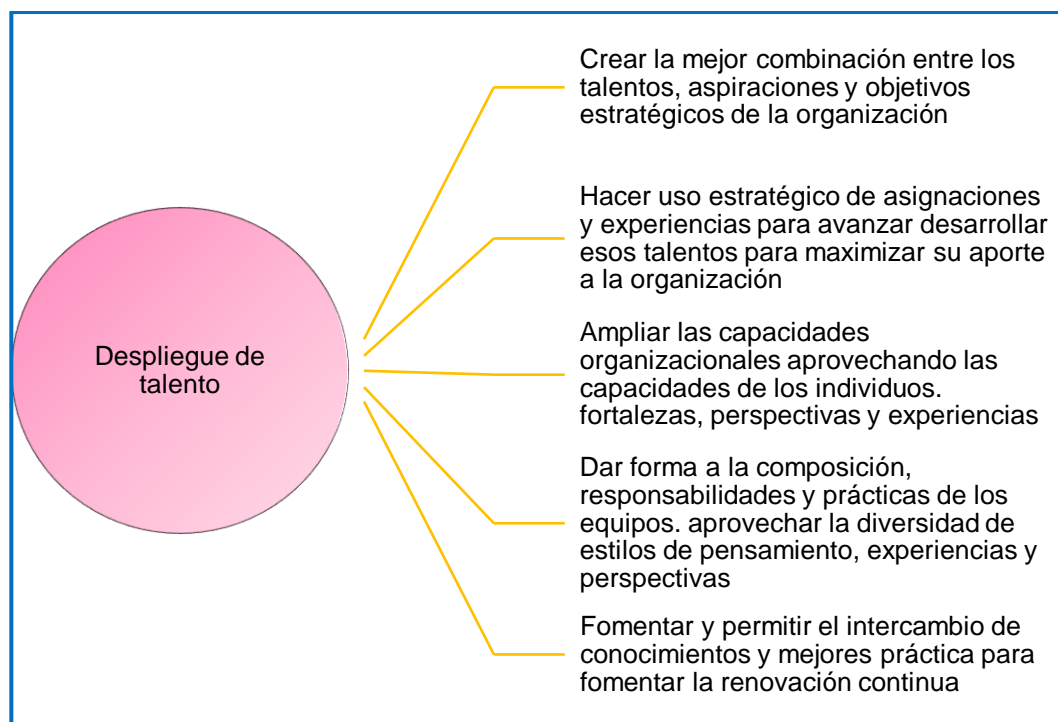 Crear la mejor combinación entre los
talentos, aspiraciones y objetivos
estratégicos de la organización
Hacer uso estratégico de asignaciones
y experiencias para avanzar desarrollar
esos talentos para maximizar su aporte
a la organización
Despliegue de
talento
Ampliar las capacidades
organizacionales aprovechando las
capacidades de los individuos.
fortalezas, perspectivas y experiencias
Dar forma a la composición,
responsabilidades y prácticas de los
equipos. aprovechar la diversidad de
estilos de pensamiento, experiencias y
perspectivas
Fomentar y permitir el intercambio de
conocimientos y mejores práctica para
fomentar la renovación continua